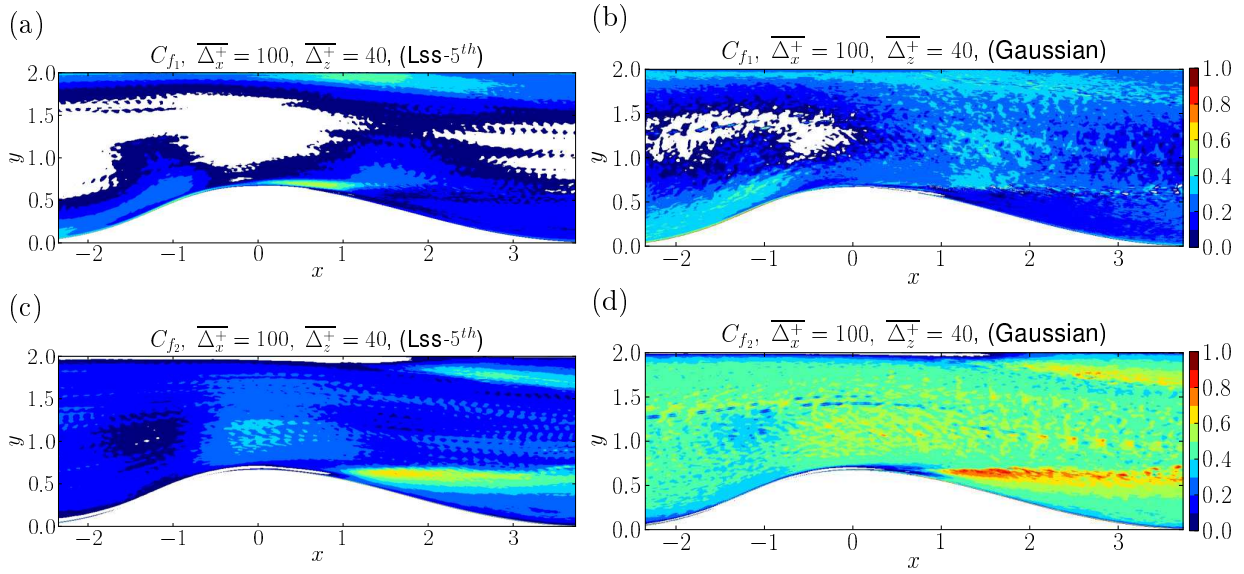 (a)
C_{f_1}, \overline{\Delta_x^+} = 100, \overline{\Delta_z^+} = 40, (Lss-5^{th})
2.0
1.5
y
1.0
0.5
0.0
−2 −1 0 1 2 3
x
(b)
C_{f_1}, \overline{\Delta_x^+} = 100, \overline{\Delta_z^+} = 40, (Gaussian)
2.0
1.5
y
1.0
0.5
0.0
−2 −1 0 1 2 3
x
1.0
0.8
0.6
0.4
0.2
0.0
(c)
C_{f_2}, \overline{\Delta_x^+} = 100, \overline{\Delta_z^+} = 40, (Lss-5^{th})
2.0
1.5
y
1.0
0.5
0.0
−2 −1 0 1 2 3
x
(d)
C_{f_2}, \overline{\Delta_x^+} = 100, \overline{\Delta_z^+} = 40, (Gaussian)
2.0
1.5
y
1.0
0.5
0.0
−2 −1 0 1 2 3
x
1.0
0.8
0.6
0.4
0.2
0.0